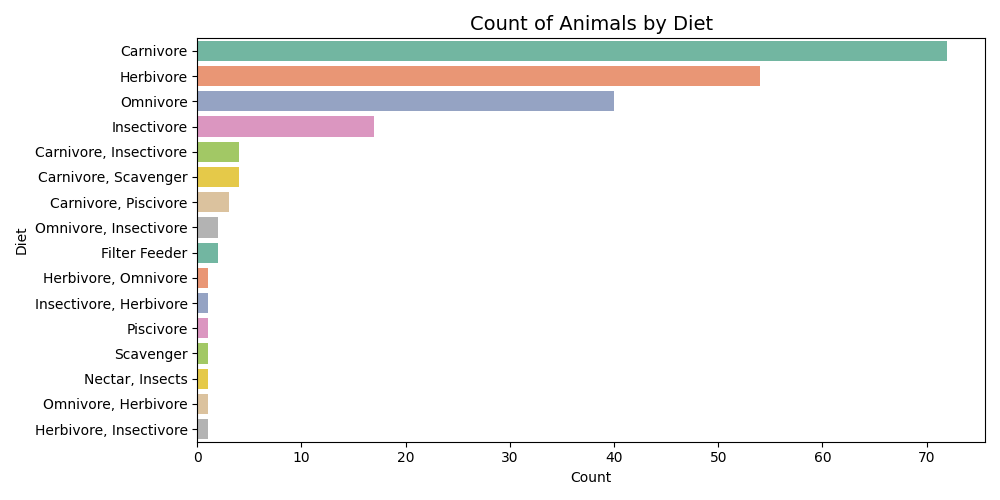 Count of Animals by Diet
Carnivore
Herbivore
Omnivore
Insectivore
Carnivore, Insectivore
Carnivore, Scavenger
Carnivore, Piscivore
Omnivore, Insectivore
Filter Feeder
Herbivore, Omnivore
Insectivore, Herbivore
Piscivore
Scavenger
Nectar, Insects
Omnivore, Herbivore
Herbivore, Insectivore
Diet
0 10 20 30 40 50 60 70
Count